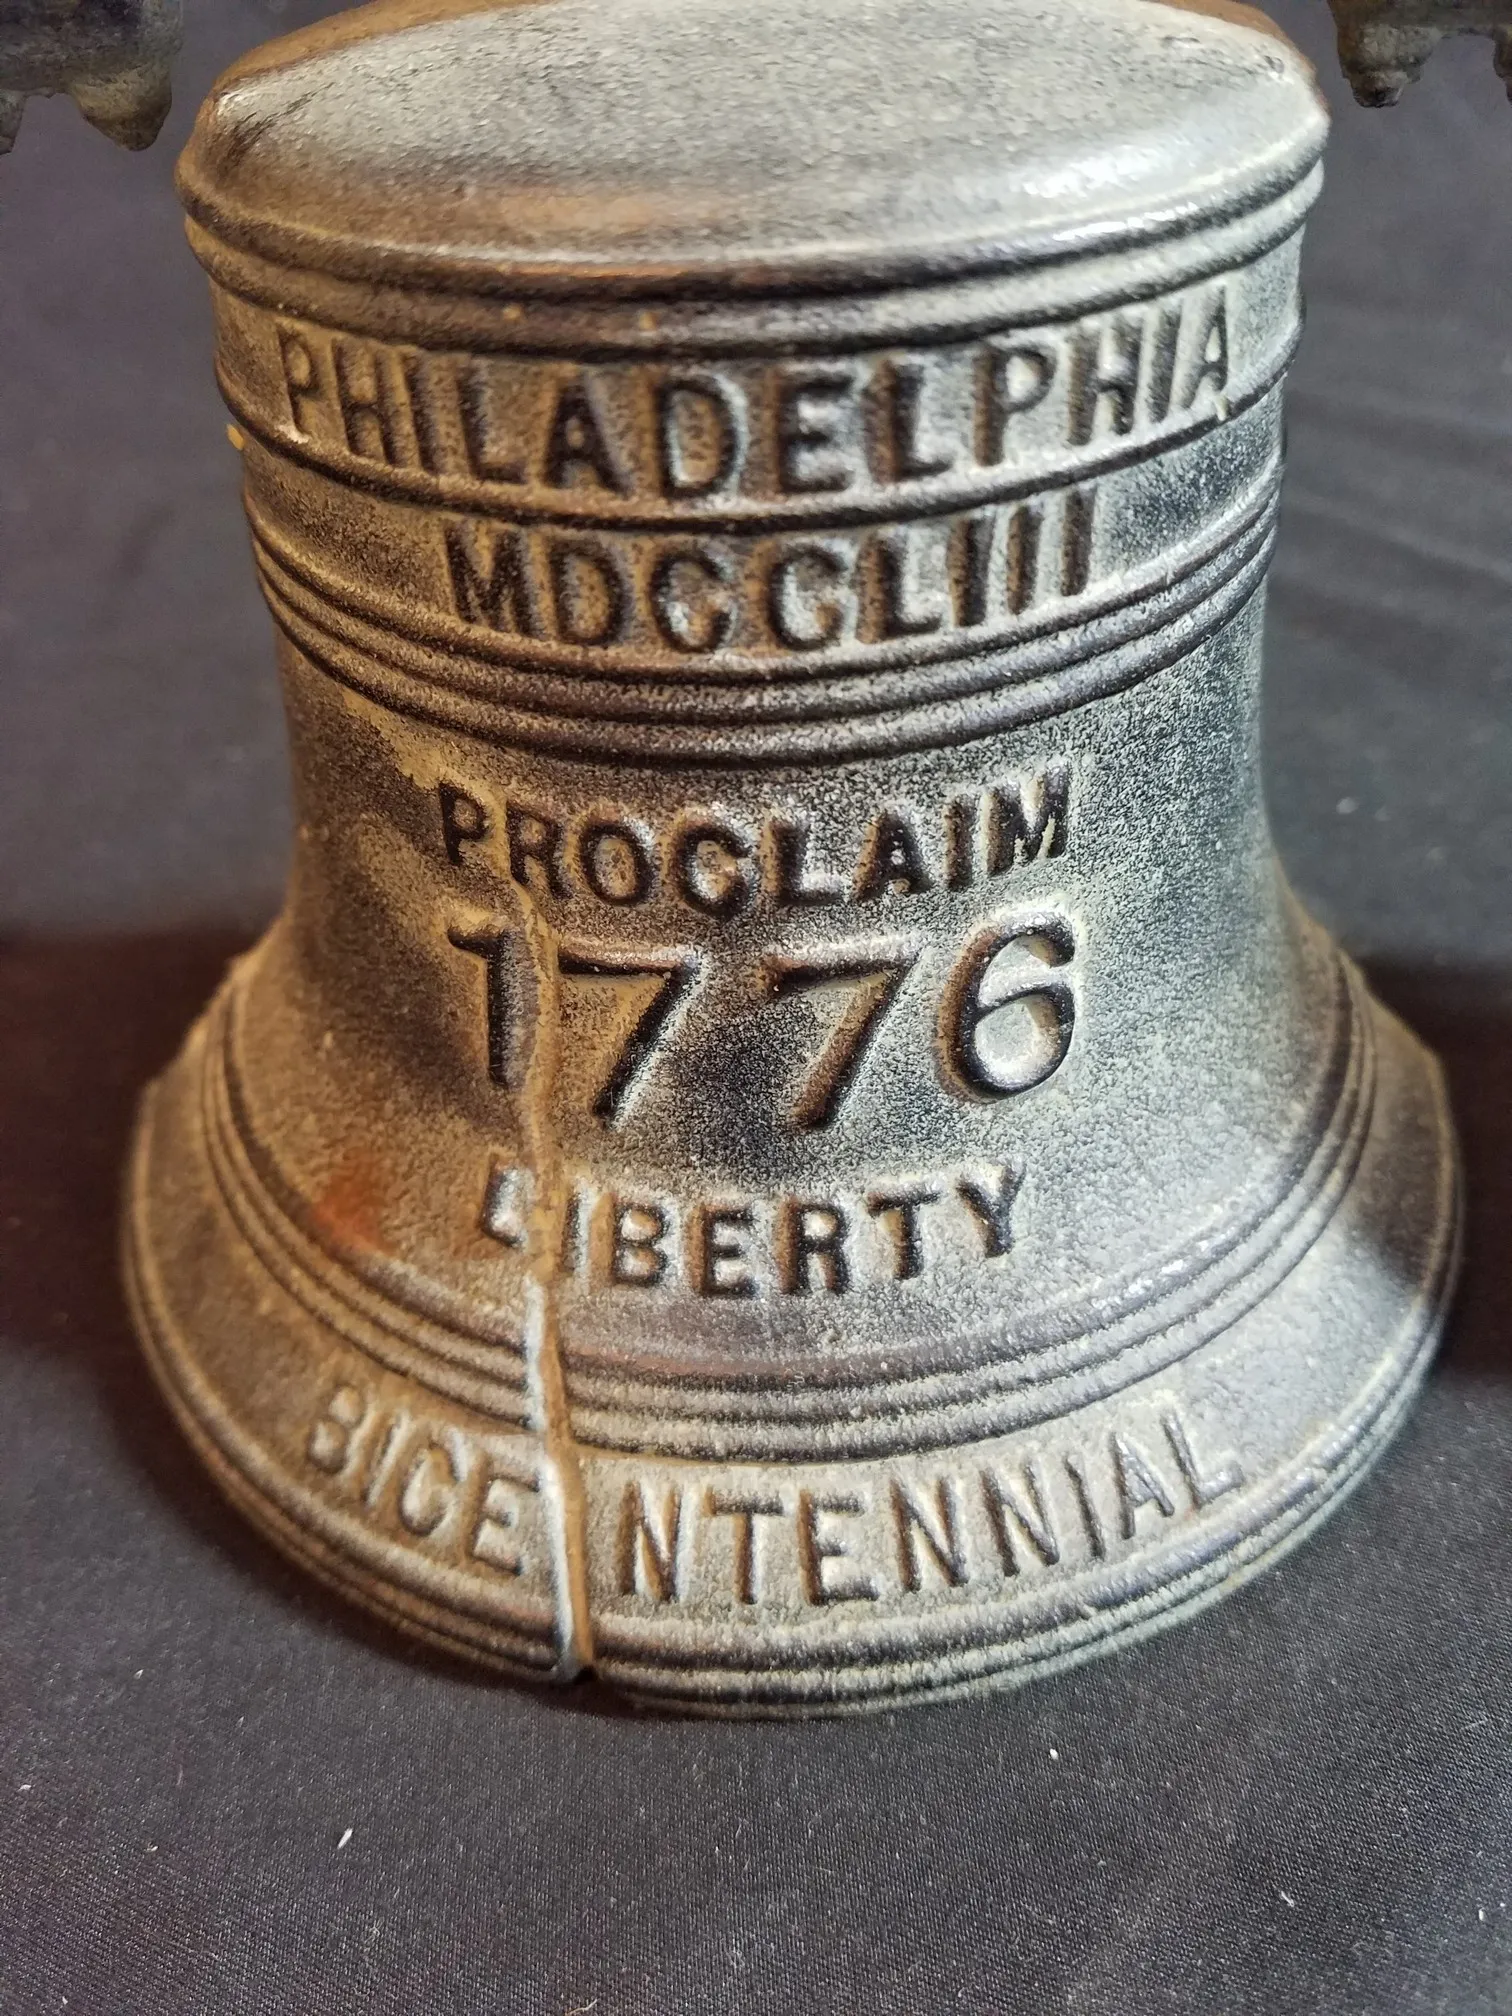 PHILADELPHIA
MDCCLIII
PROCLAIM
1776
LIBERTY
BICENTENNIAL